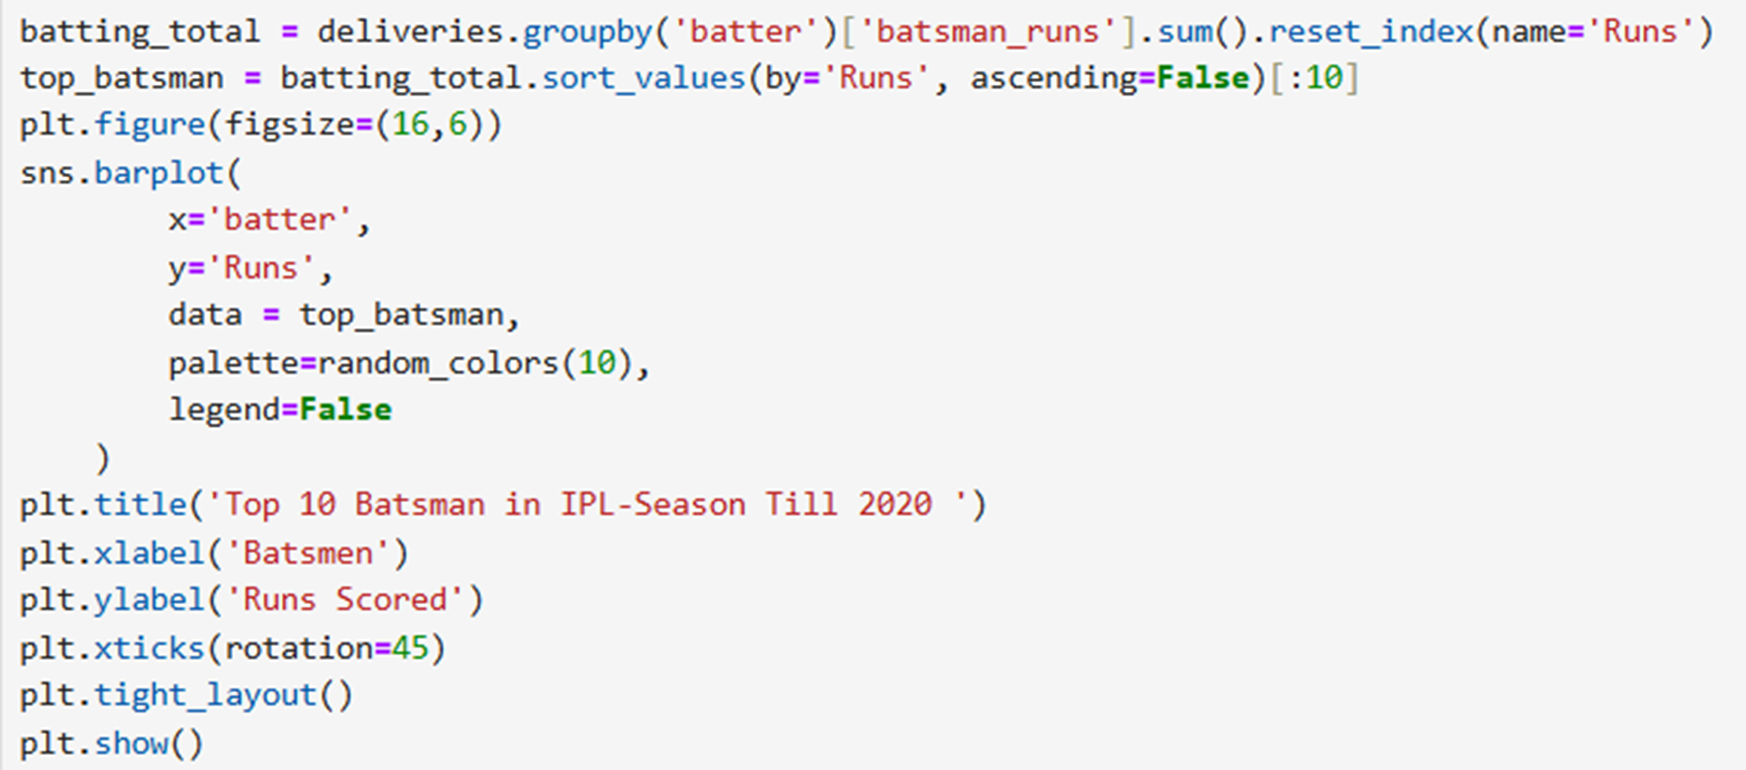 batting_total = deliveries.groupby('batter')['batsman_runs'].sum().reset_index(name='Runs')
top_batsman = batting_total.sort_values(by='Runs', ascending=False)[:10]
plt.figure(figsize=(16,6))
sns.barplot(
        x='batter',
        y='Runs',
        data = top_batsman,
        palette=random_colors(10),
        legend=False
    )
plt.title('Top 10 Batsman in IPL-Season Till 2020 ')
plt.xlabel('Batsmen')
plt.ylabel('Runs Scored')
plt.xticks(rotation=45)
plt.tight_layout()
plt.show()